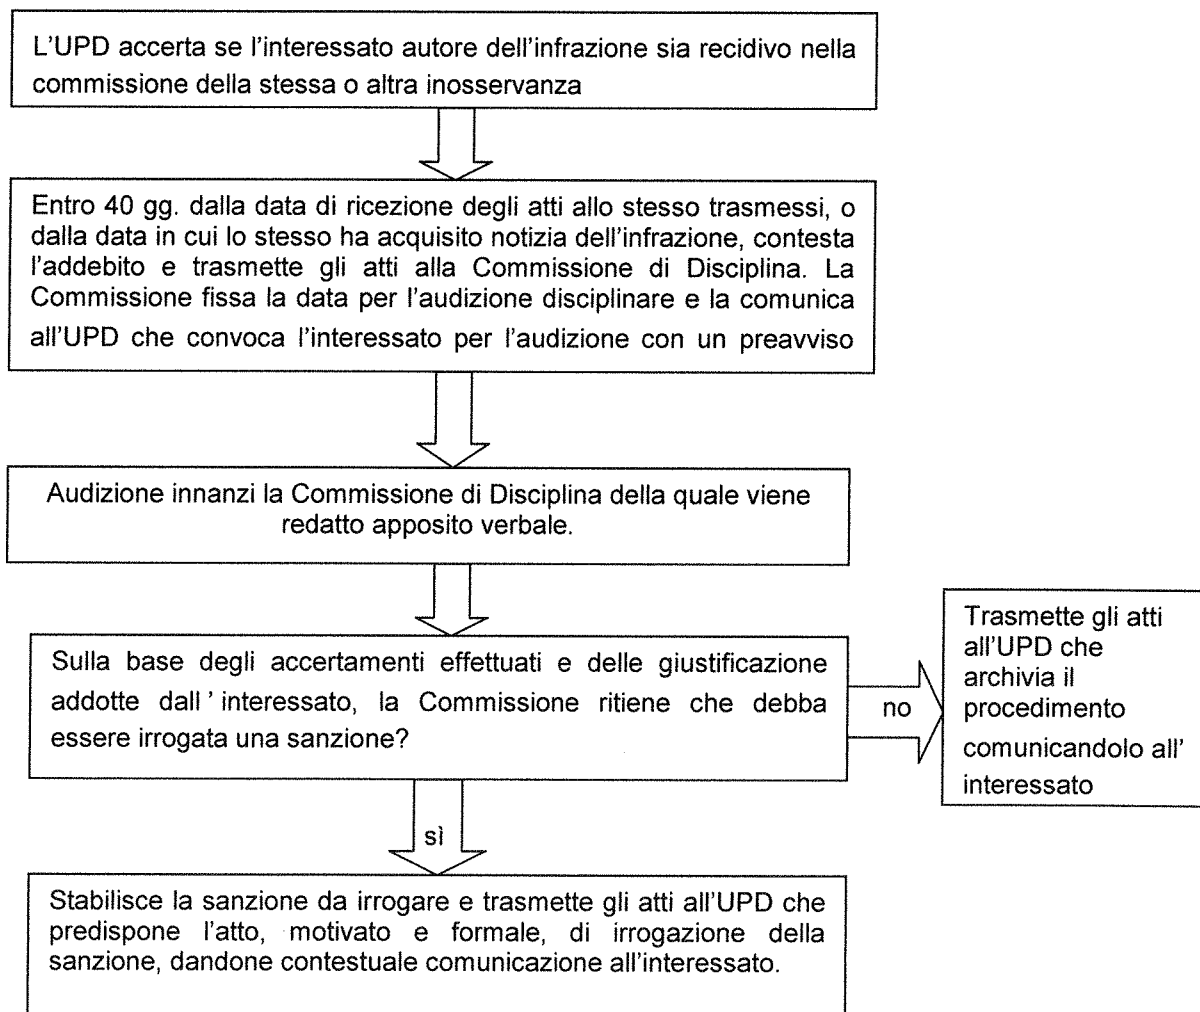 L'UPD accerta se l'interessato autore dell'infrazione sia recidivo nella
commissione della stessa o altra inosservanza
Entro 40 gg. dalla data di ricezione degli atti allo stesso trasmessi, o
dalla data in cui lo stesso ha acquisito notizia dell'infrazione, contesta
l'addebito e trasmette gli atti alla Commissione di Disciplina. La
Commissione fissa la data per l'audizione disciplinare e la comunica
all'UPD che convoca l'interessato per l'audizione con un preavviso
Audizione innanzi la Commissione di Disciplina della quale viene
redatto apposito verbale.
Sulla base degli accertamenti effettuati e delle giustificazione
addotte dall ' interessato, la Commissione ritiene che debba
essere irrogata una sanzione?
no
Trasmette gli atti
all'UPD che
archivia il
procedimento
comunicandolo all'
interessato
sì
Stabilisce la sanzione da irrogare e trasmette gli atti all'UPD che
predispone l'atto, motivato e formale, di irrogazione della
sanzione, dandone contestuale comunicazione all'interessato.